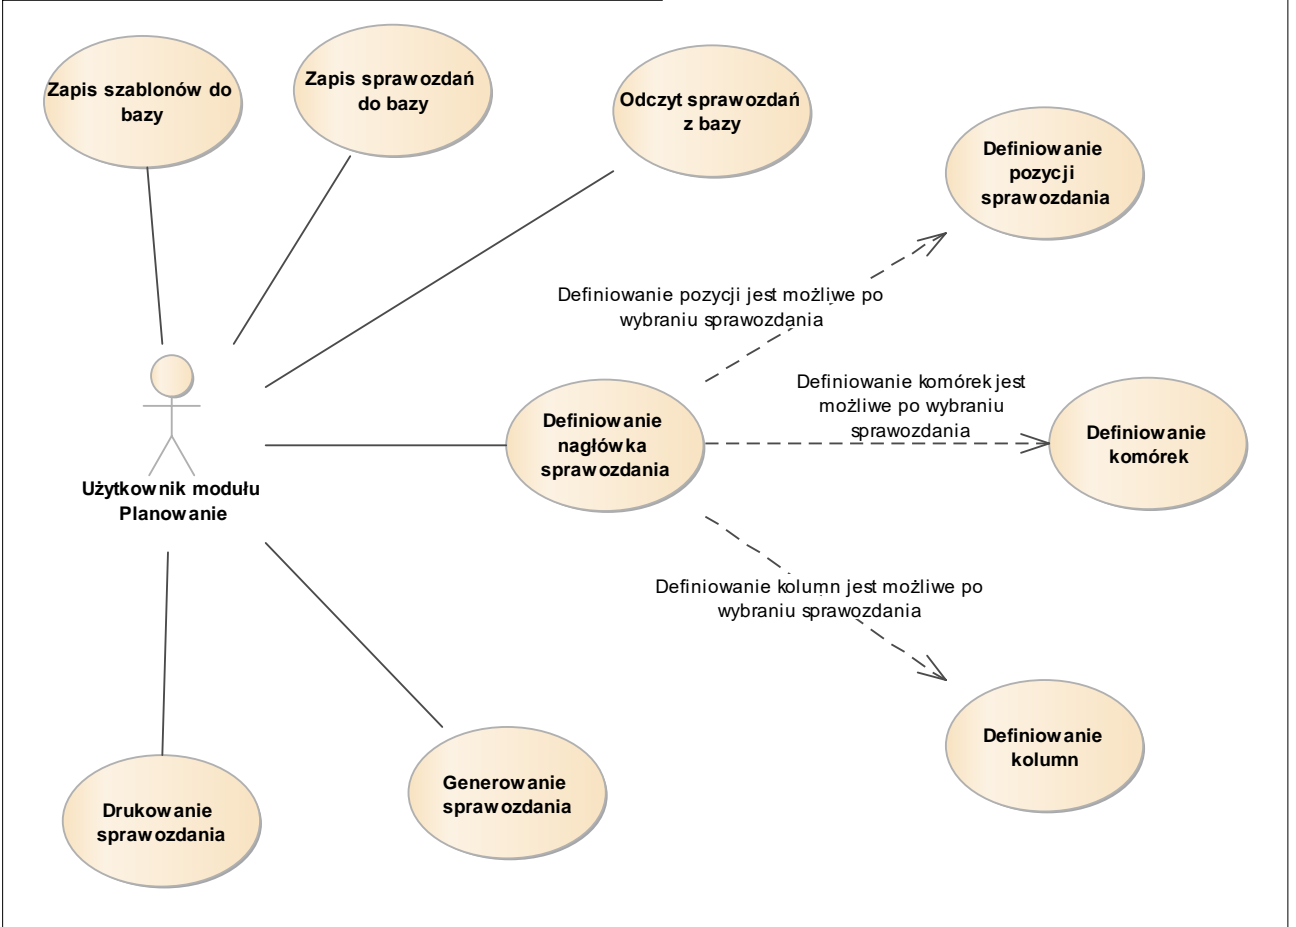 Zapis szablonów do
bazy
Zapis sprawozdań
do bazy
Odczyt sprawozdań
z bazy
Definiowanie
pozycji
sprawozdania
Definiowanie pozycji jest możliwe po
wybraniu sprawozdania
Definiowanie komórek jest
możliwe po wybraniu
sprawozdania
Definiowanie
nagłówka
sprawozdania
Definiowanie
komórek
Użytkownik modułu
Planowanie
Definiowanie kolumn jest możliwe po
wybraniu sprawozdania
Definiowanie
kolumn
Generowanie
sprawozdania
Drukowanie
sprawozdania